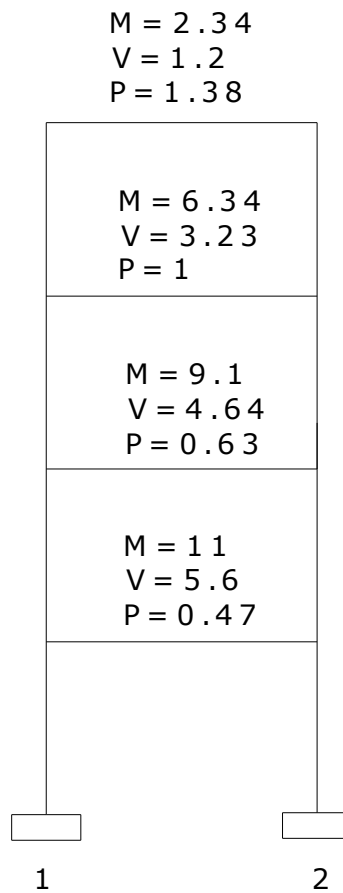 M = 2.34
V = 1.2
P = 1.38
M = 6.34
V = 3.23
P = 1
M = 9.1
V = 4.64
P = 0.63
M = 11
V = 5.6
P = 0.47
1 2